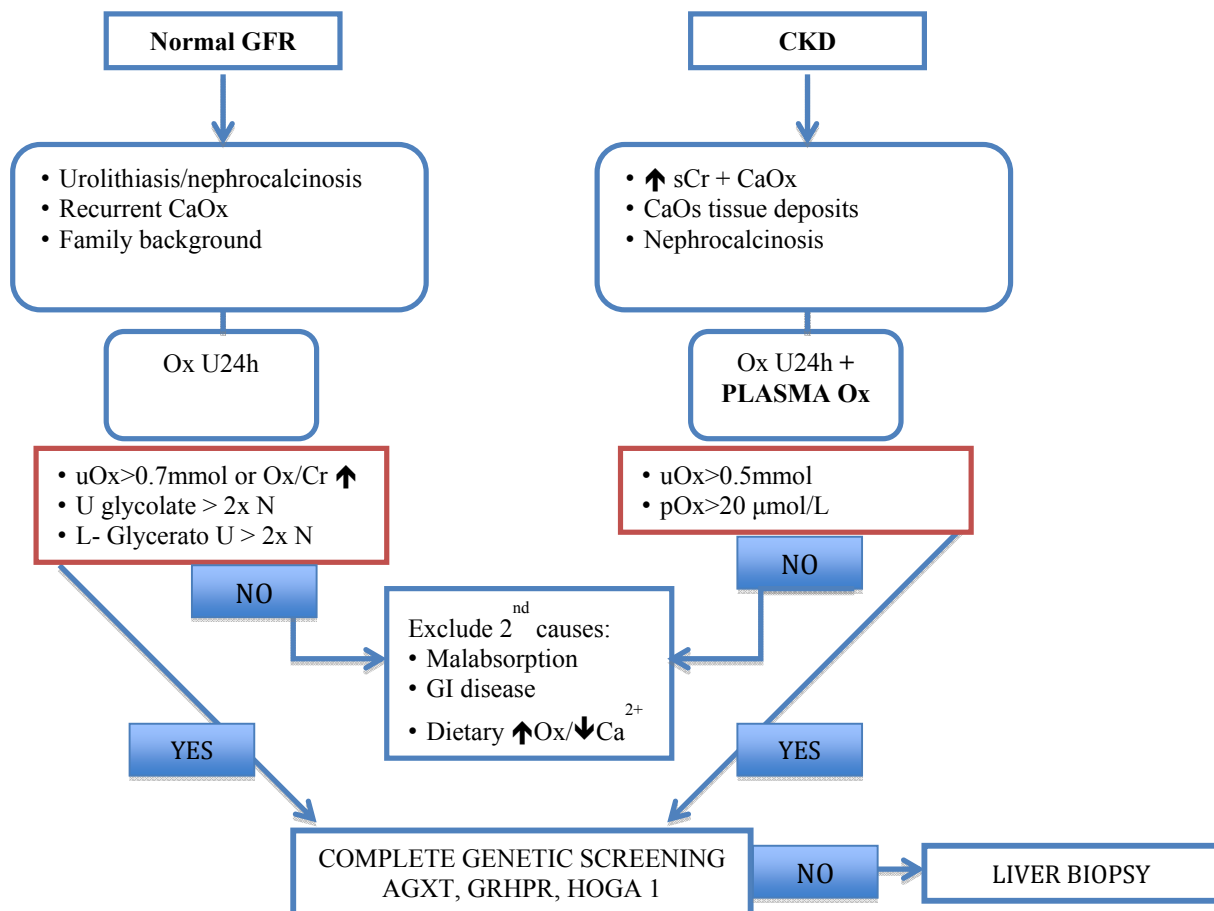 Normal GFR
CKD
• Urolithiasis/nephrocalcinosis
• Recurrent CaOx
• Family background
• ↑ sCr + CaOx
• CaOs tissue deposits
• Nephrocalcinosis
Ox U24h
Ox U24h +
PLASMA Ox
• uOx>0.7mmol or Ox/Cr ↑
• U glycolate > 2x N
• L- Glycerato U > 2x N
• uOx>0.5mmol
• pOx>20 μmol/L
NO
NO
Exclude 2nd causes:
• Malabsorption
• GI disease
• Dietary ↑Ox/↓Ca2+
YES
YES
COMPLETE GENETIC SCREENING
AGXT, GRHPR, HOGA 1
NO
LIVER BIOPSY